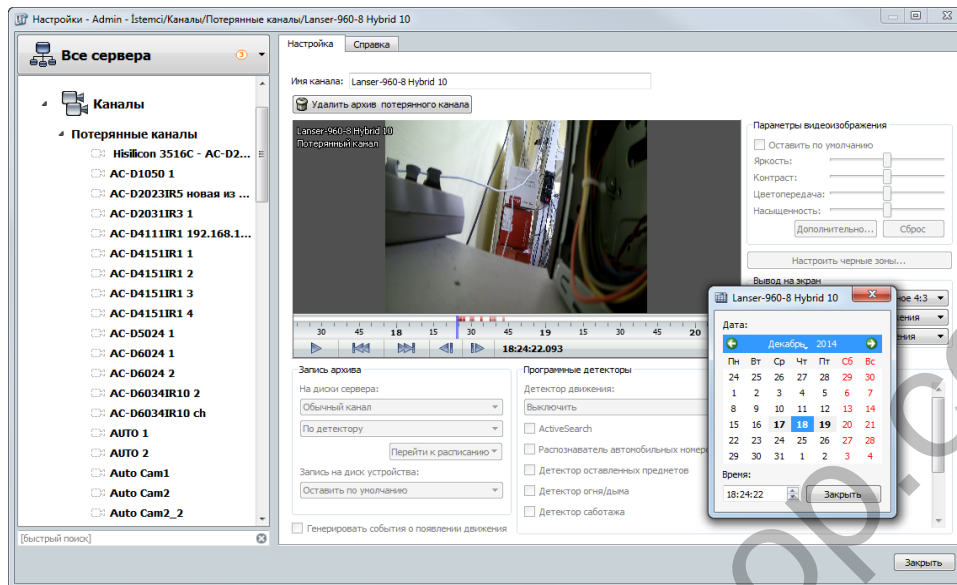 Настройки - Admin - İstemci/Каналы/Потерянные каналы/Lanser-960-8 Hybrid 10
Все сервера
3
Каналы
Потерянные каналы
Hisilicon 3516C - AC-D2...
AC-D1050 1
AC-D2023IR5 новая из ...
AC-D2031IR3 1
AC-D4111IR1 192.168.1...
AC-D4151IR1 1
AC-D4151IR1 2
AC-D4151IR1 3
AC-D4151IR1 4
AC-D5024 1
AC-D6024 1
AC-D6024 2
AC-D6034IR10 2
AC-D6034IR10 ch
AUTO 1
AUTO 2
Auto Cam1
Auto Cam2
Auto Cam2_2
[быстрый поиск]
Настройка Справка
Имя канала: Lanser-960-8 Hybrid 10
Удалить архив потерянного канала
Lanser-960-8 Hybrid 10
Потерянный канал
30 45 18 15 30 45 19 15 30 45 20
18:24:22.093
Запись архива
На диски сервера:
Обычный канал
По детектору
Перейти к расписанию
Запись на диск устройства:
Оставить по умолчанию
Генерировать события о появлении движения
Программные детекторы
Детектор движения:
Выключить
ActiveSearch
Распознаватель автомобильных номеро
Детектор оставленных предметов
Детектор огня/дыма
Детектор саботажа
Параметры видеоизображения
Оставить по умолчанию
Яркость:
Контраст:
Цветопередача:
Насыщенность:
Дополнительно... Сброс
Настроить черные зоны...
Вывод на экран
ное 4:3
ения
ения
Lanser-960-8 Hybrid 10
Дата:
Декабрь, 2014
Пн Вт Ср Чт Пт Сб Вс
24 25 26 27 28 29 30
1 2 3 4 5 6 7
8 9 10 11 12 13 14
15 16 17 18 19 20 21
22 23 24 25 26 27 28
29 30 31 1 2 3 4
Время:
18:24:22
Закрыть
Закрыть